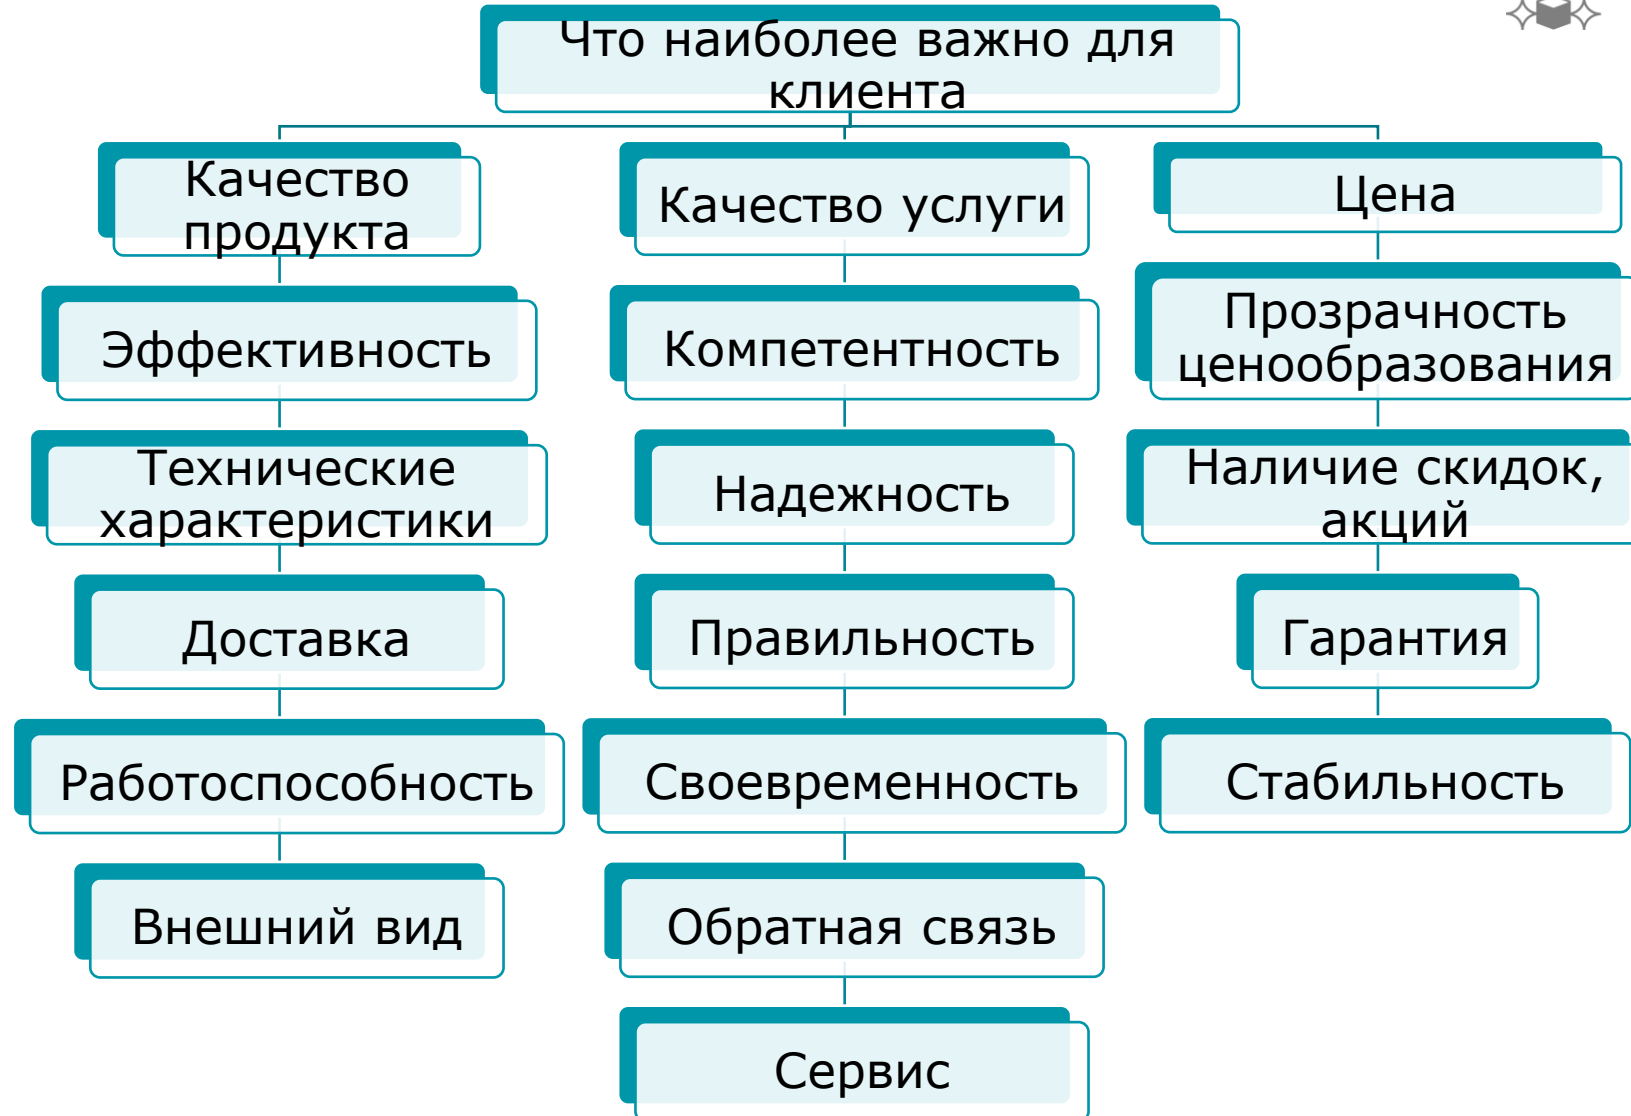 Что наиболее важно для
клиента
Качество
продукта
Эффективность
Технические
характеристики
Доставка
Работоспособность
Внешний вид
Качество услуги
Компетентность
Надежность
Правильность
Своевременность
Обратная связь
Сервис
Цена
Прозрачность
ценообразования
Наличие скидок,
акций
Гарантия
Стабильность